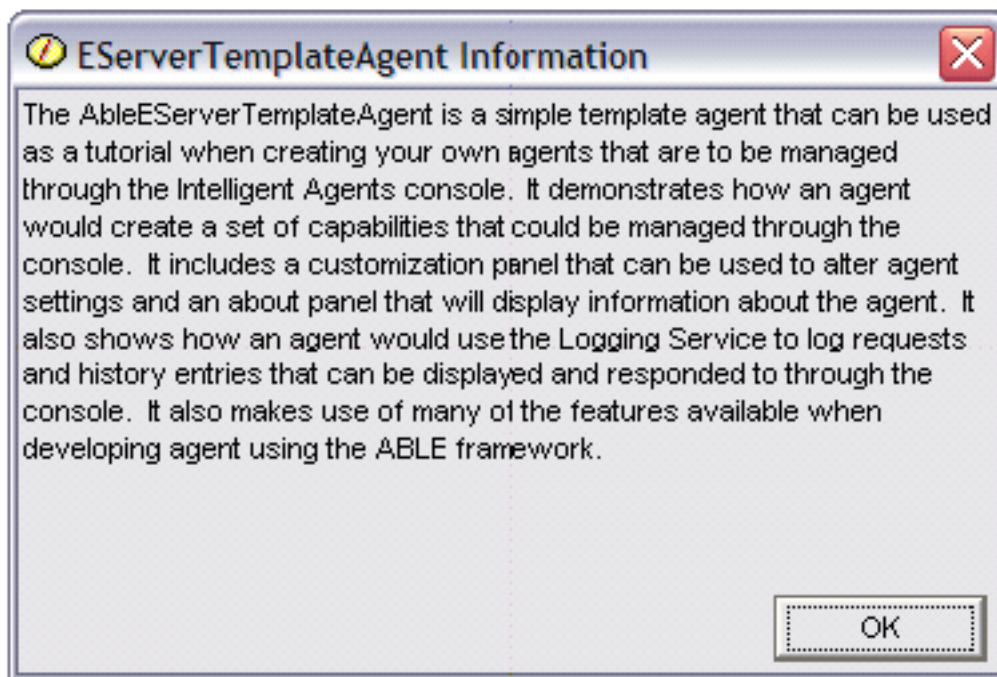 EServerTemplateAgent Information
The AbleEServerTemplateAgent is a simple template agent that can be used
as a tutorial when creating your own agents that are to be managed
through the Intelligent Agents console. It demonstrates how an agent
would create a set of capabilities that could be managed through the
console. It includes a customization panel that can be used to alter agent
settings and an about panel that will display information about the agent. It
also shows how an agent would use the Logging Service to log requests
and history entries that can be displayed and responded to through the
console. It also makes use of many of the features available when
developing agent using the ABLE framework.
OK